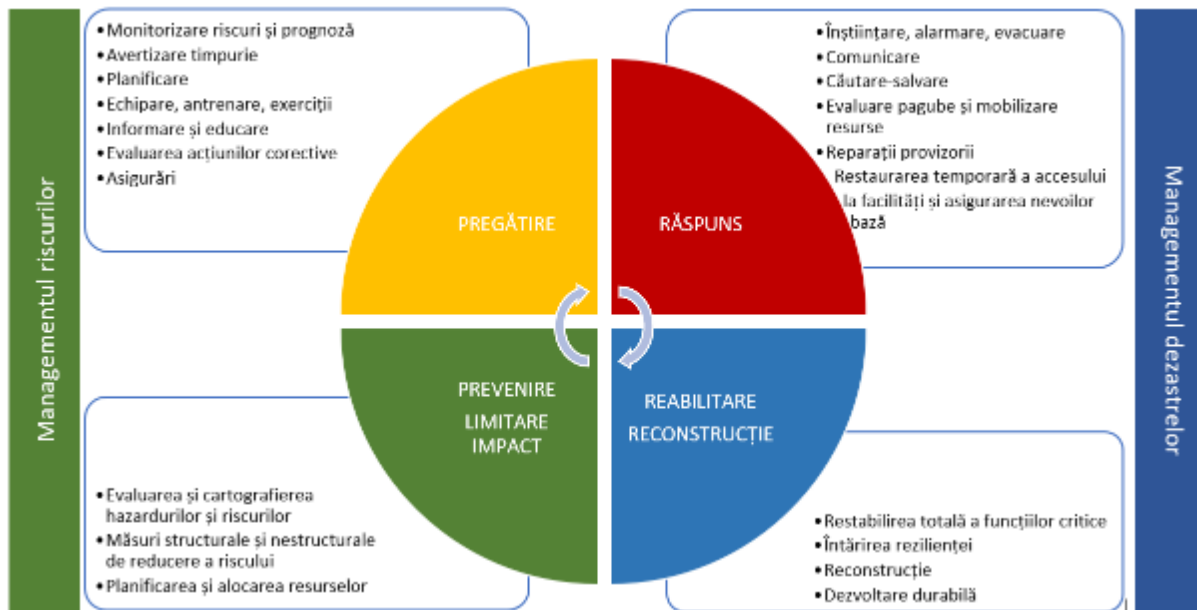 Managementul riscurilor
• Monitorizare riscuri și prognoză
• Avertizare timpurie
• Planificare
• Echipare, antrenare, exerciții
• Informare și educare
• Evaluarea acțiunilor corective
• Asigurări
PREGĂTIRE
RĂSPUNS
• Înștiințare, alarmare, evacuare
• Comunicare
• Căutare-salvare
• Evaluare pagube și mobilizare
resurse
• Reparații provizorii
Restaurarea temporară a accesului
la facilități și asigurarea nevoilor
bază
Managementul dezastrelor
PREVENIRE
LIMITARE
IMPACT
REABILITARE
RECONSTRUCȚIE
• Evaluarea și cartografierea
hazardurilor și riscurilor
• Măsuri structurale și nestructurale
de reducere a riscului
• Planificarea și alocarea resurselor
• Restabilirea totală a funcțiilor critice
• Întărirea rezilienței
• Reconstrucție
• Dezvoltare durabilă